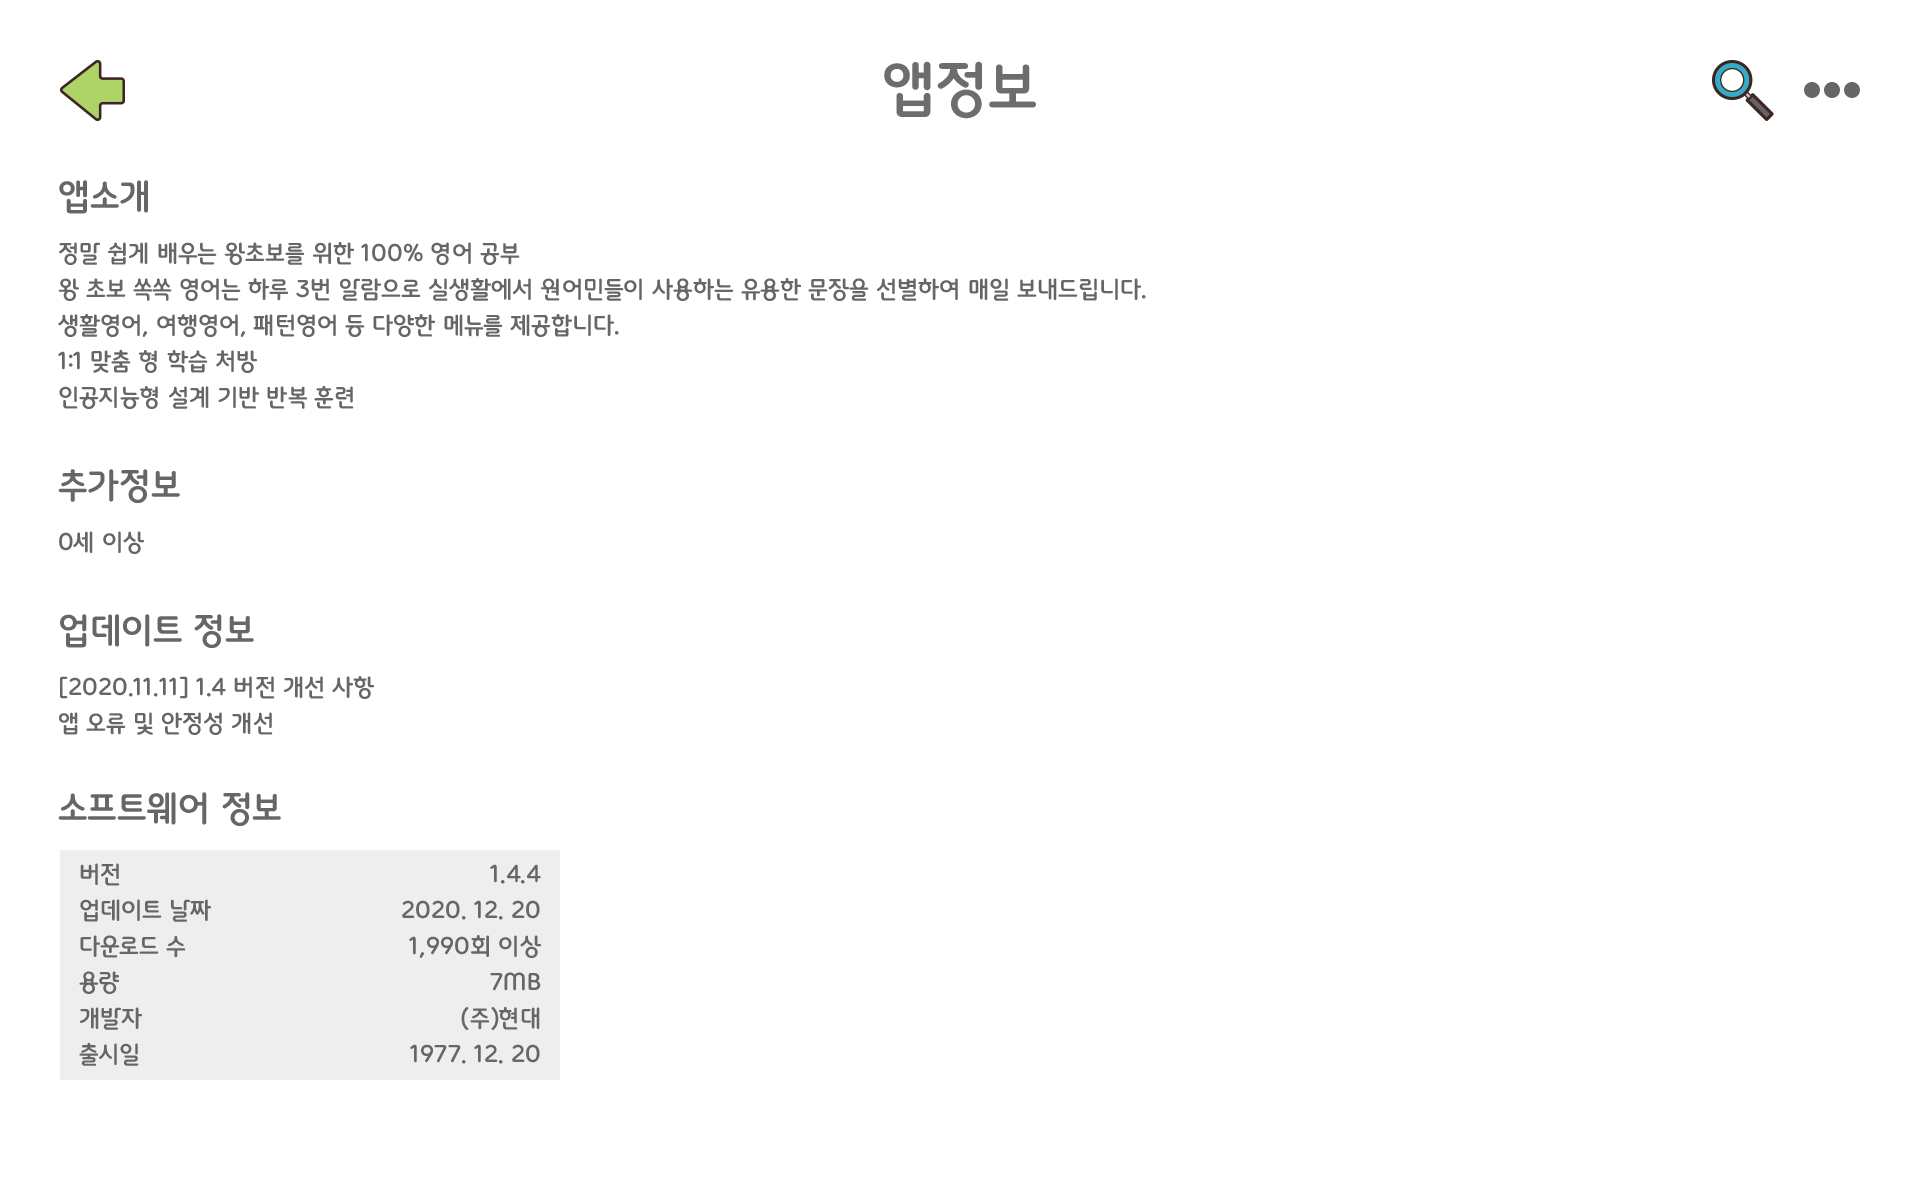 앱정보
앱소개
정말 쉽게 배우는 왕초보를 위한 100% 영어 공부
왕 초보 쏙쏙 영어는 하루 3번 알람으로 실생활에서 원어민들이 사용하는 유용한 문장을 선별하여 매일 보내드립니다.
생활영어, 여행영어, 패턴영어 등 다양한 메뉴를 제공합니다.
1:1 맞춤 형 학습 처방
인공지능형 설계 기반 반복 훈련
추가정보
0세 이상
업데이트 정보
[2020.11.11] 1.4 버전 개선 사항
앱 오류 및 안정성 개선
소프트웨어 정보
버전 1.4.4
업데이트 날짜 2020. 12. 20
다운로드 수 1,990회 이상
용량 7MB
개발자 (주)현대
출시일 1977. 12. 20